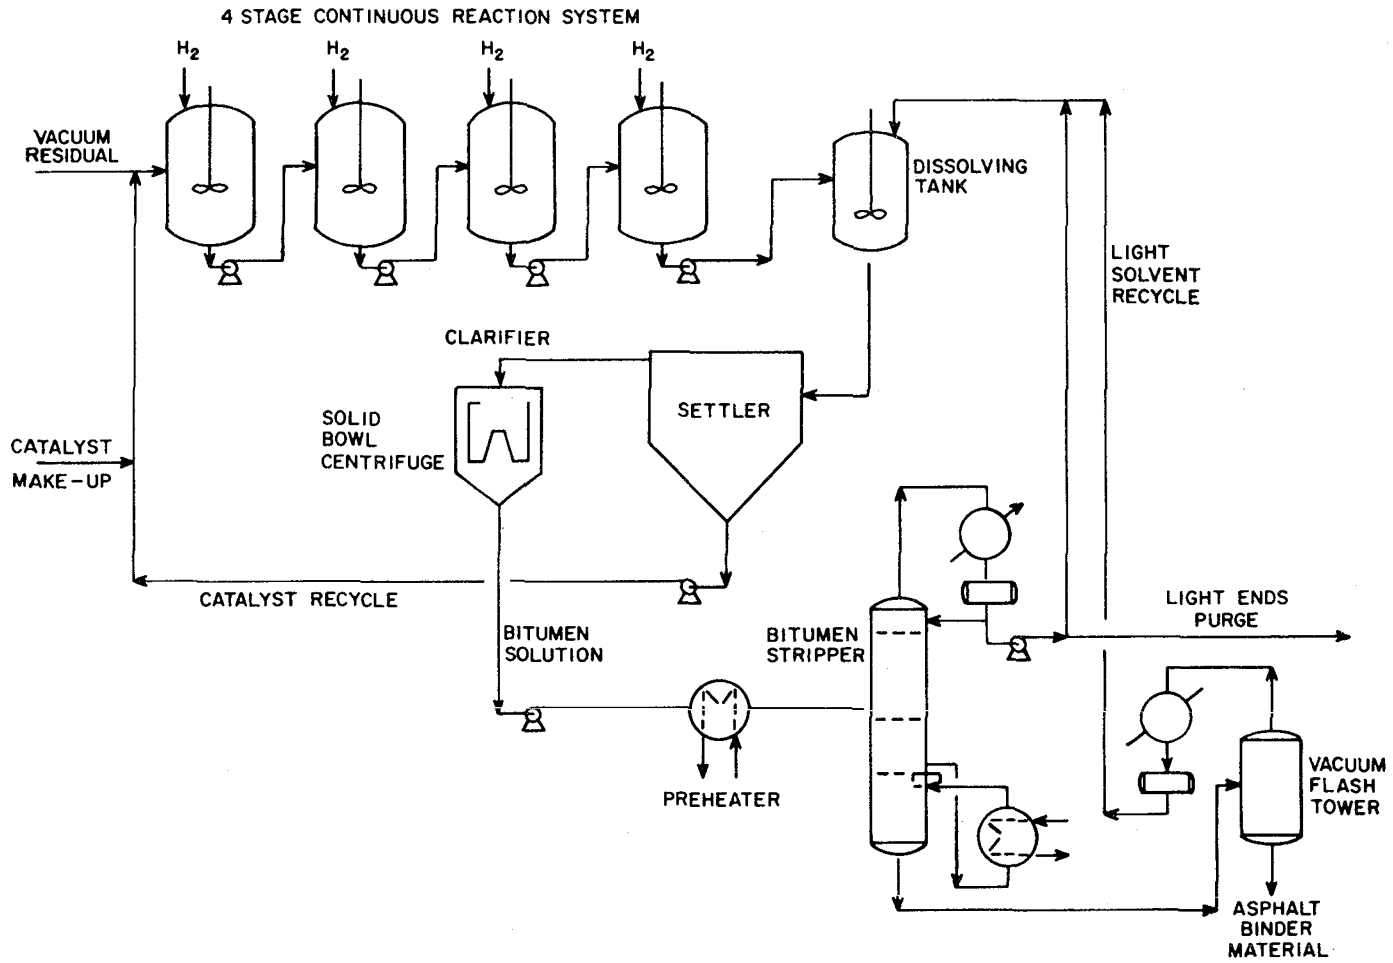 4 STAGE CONTINUOUS REACTION SYSTEM
H2
H2
H2
H2
VACUUM
RESIDUAL
DISSOLVING
TANK
LIGHT
SOLVENT
RECYCLE
CLARIFIER
SETTLER
SOLID
BOWL
CENTRIFUGE
CATALYST
MAKE-UP
CATALYST RECYCLE
BITUMEN
SOLUTION
BITUMEN
STRIPPER
LIGHT ENDS
PURGE
PREHEATER
VACUUM
FLASH
TOWER
ASPHALT
BINDER
MATERIAL